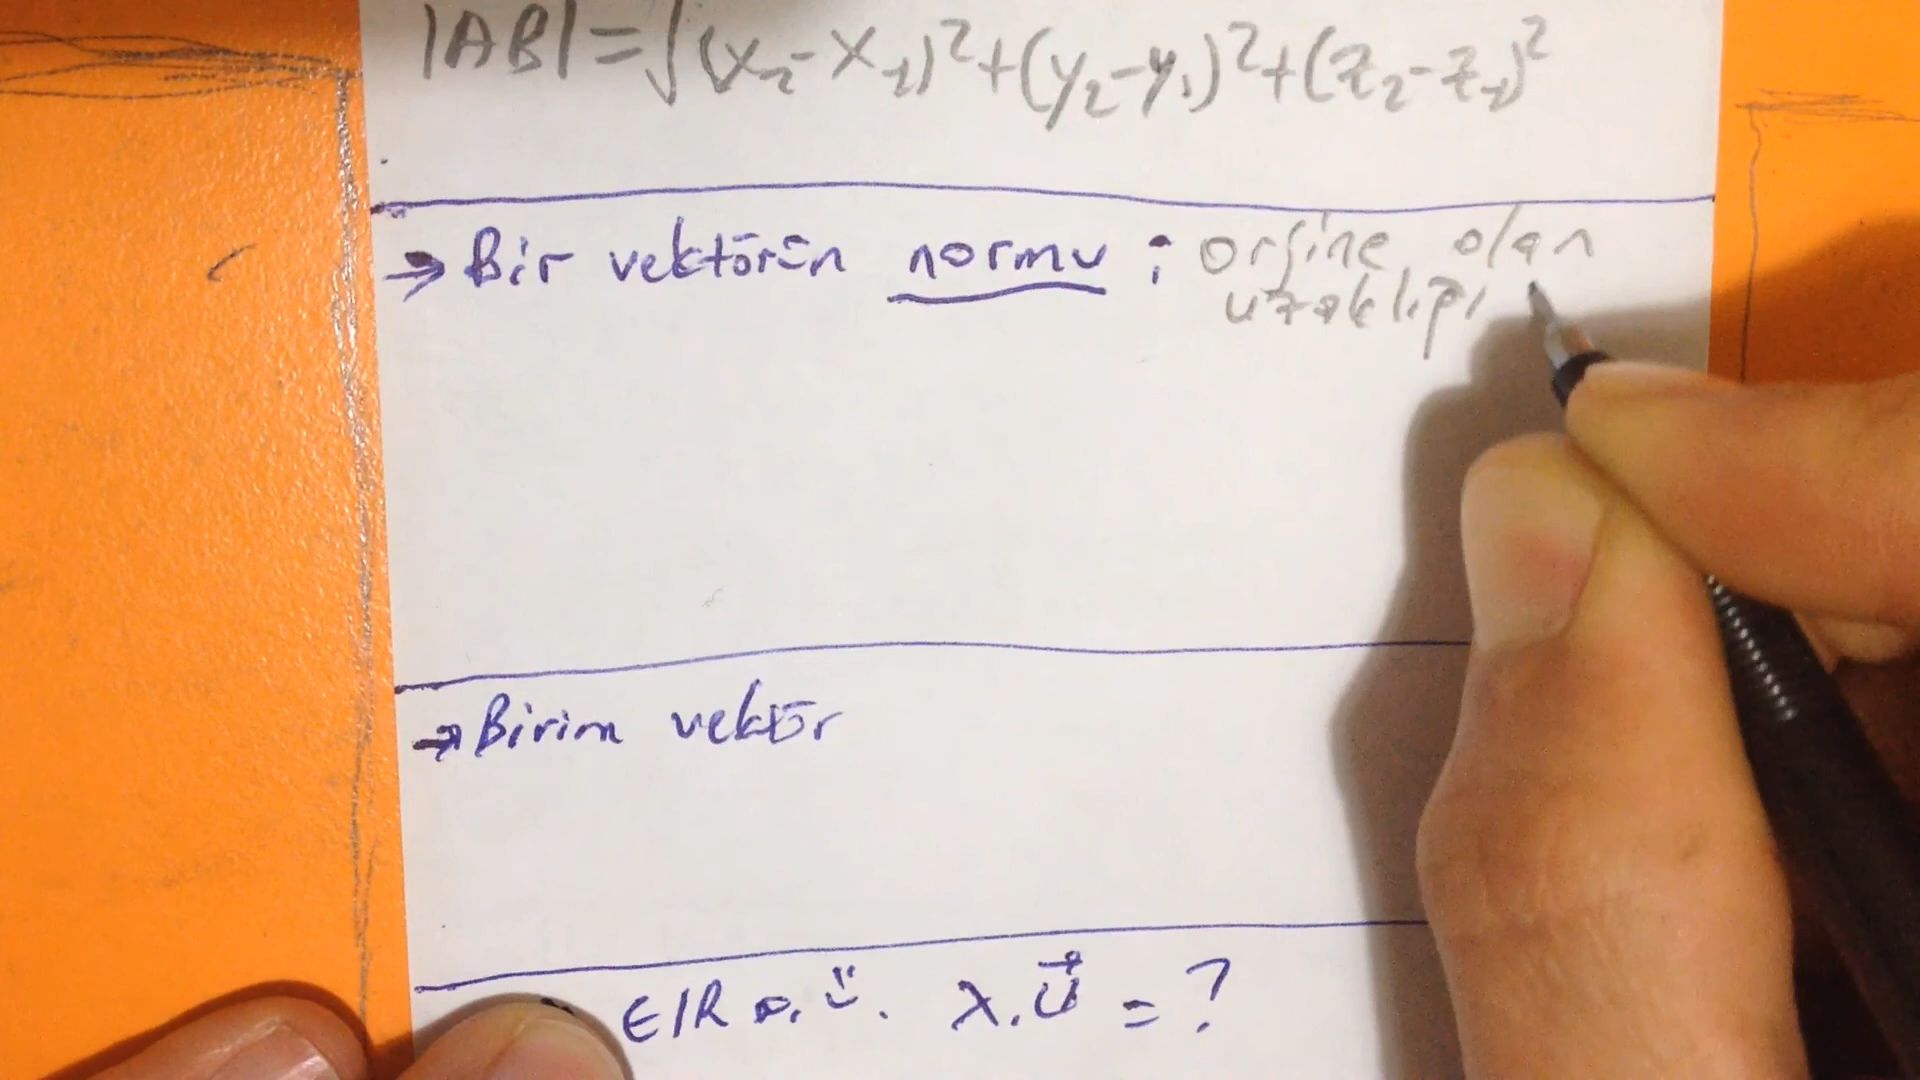 |AB| = √(x₂-x₁)²+(y₂-y₁)²+(z₂-z₁)²
→ Bir vektörün normu : orjine olan
uzaklığı
→ Birim vektör
∈ IR λ.u⃗ = ?